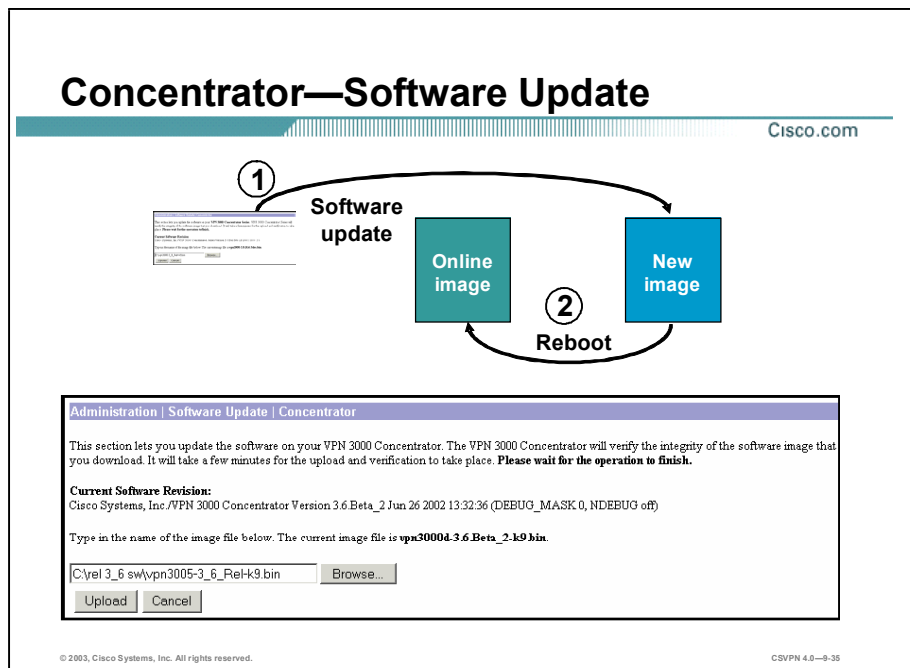 Concentrator—Software Update
Cisco.com
1
Software
update
Online
image
New
image
2
Reboot
Administration | Software Update | Concentrator
This section lets you update the software on your VPN 3000 Concentrator. The VPN 3000 Concentrator will verify the integrity of the software image that
you download. It will take a few minutes for the upload and verification to take place. Please wait for the operation to finish.
Current Software Revision:
Cisco Systems, Inc./VPN 3000 Concentrator Version 3.6.Beta_2 Jun 26 2002 13:32:36 (DEBUG_MASK 0, NDEBUG off)
Type in the name of the image file below. The current image file is vpn3000d-3.6.Beta_2-k9.bin.
C:\rel 3_6 sw\vpn3005-3_6_Rel-k9.bin
Browse...
Upload
Cancel
© 2003, Cisco Systems, Inc. All rights reserved.
CSVPN 4.0—9-35